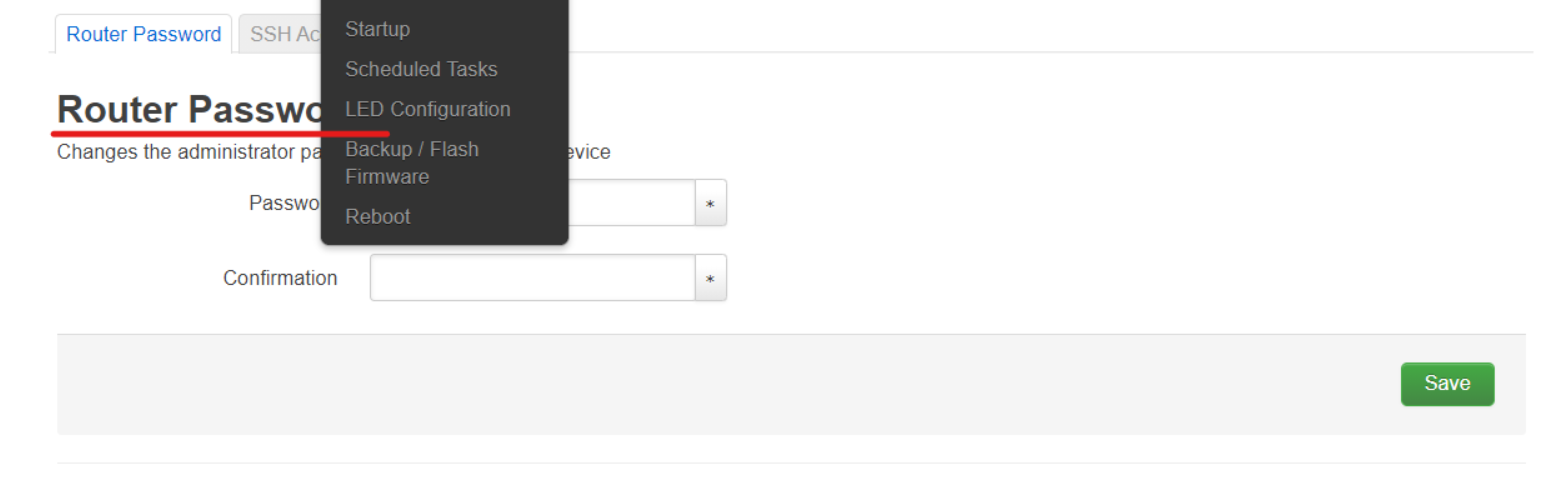 Router Password
SSH Ac
Startup
Scheduled Tasks
LED Configuration
Backup / Flash
Firmware
Reboot
Router Passwo
Changes the administrator pa
evice
Passwo
*
Confirmation
*
Save